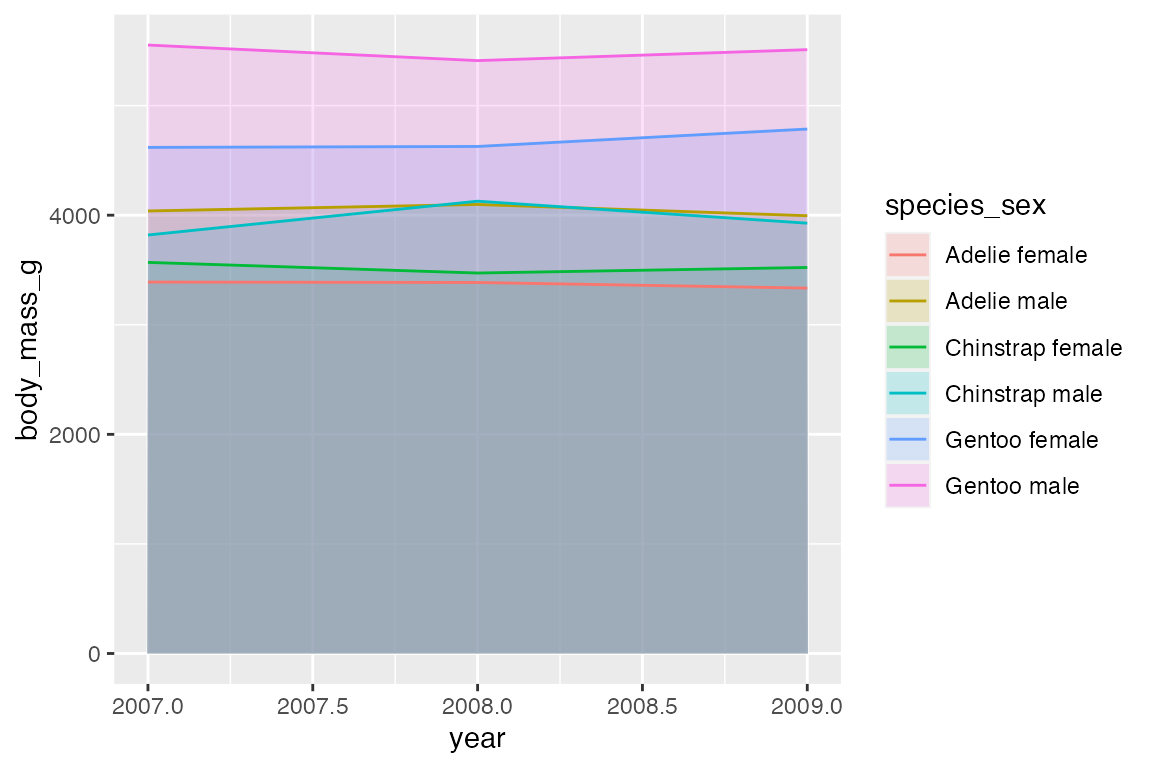 body_mass_g
4000
2000
0
2007.0 2007.5 2008.0 2008.5 2009.0
year
species_sex
Adelie female
Adelie male
Chinstrap female
Chinstrap male
Gentoo female
Gentoo male